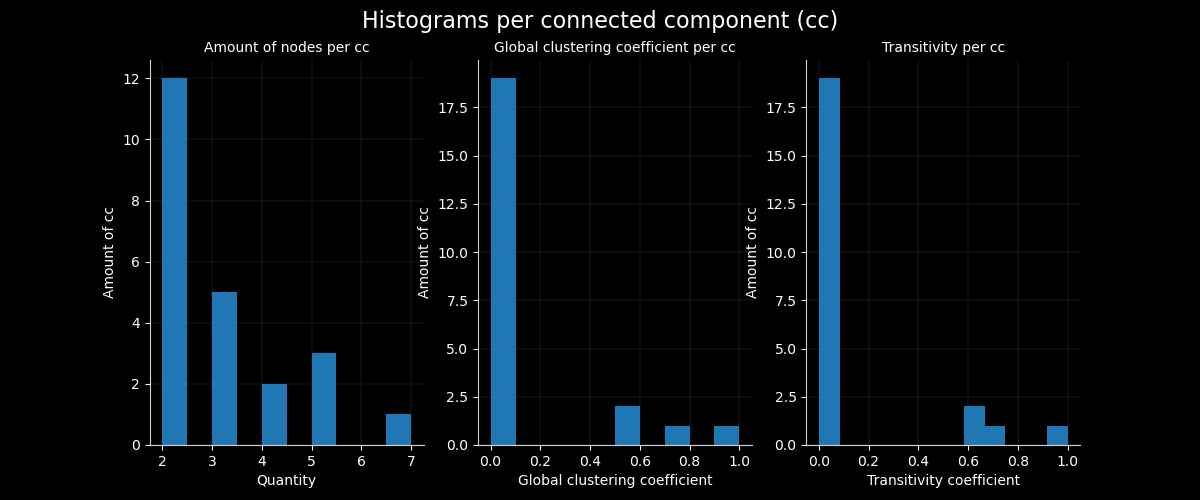 Histograms per connected component (cc)
Amount of nodes per cc
Amount of cc
12
10
8
6
4
2
0
2 3 4 5 6 7
Quantity
Global clustering coefficient per cc
Amount of cc
17.5
15.0
12.5
10.0
7.5
5.0
2.5
0.0
0.0 0.2 0.4 0.6 0.8 1.0
Global clustering coefficient
Transitivity per cc
Amount of cc
17.5
15.0
12.5
10.0
7.5
5.0
2.5
0.0
0.0 0.2 0.4 0.6 0.8 1.0
Transitivity coefficient